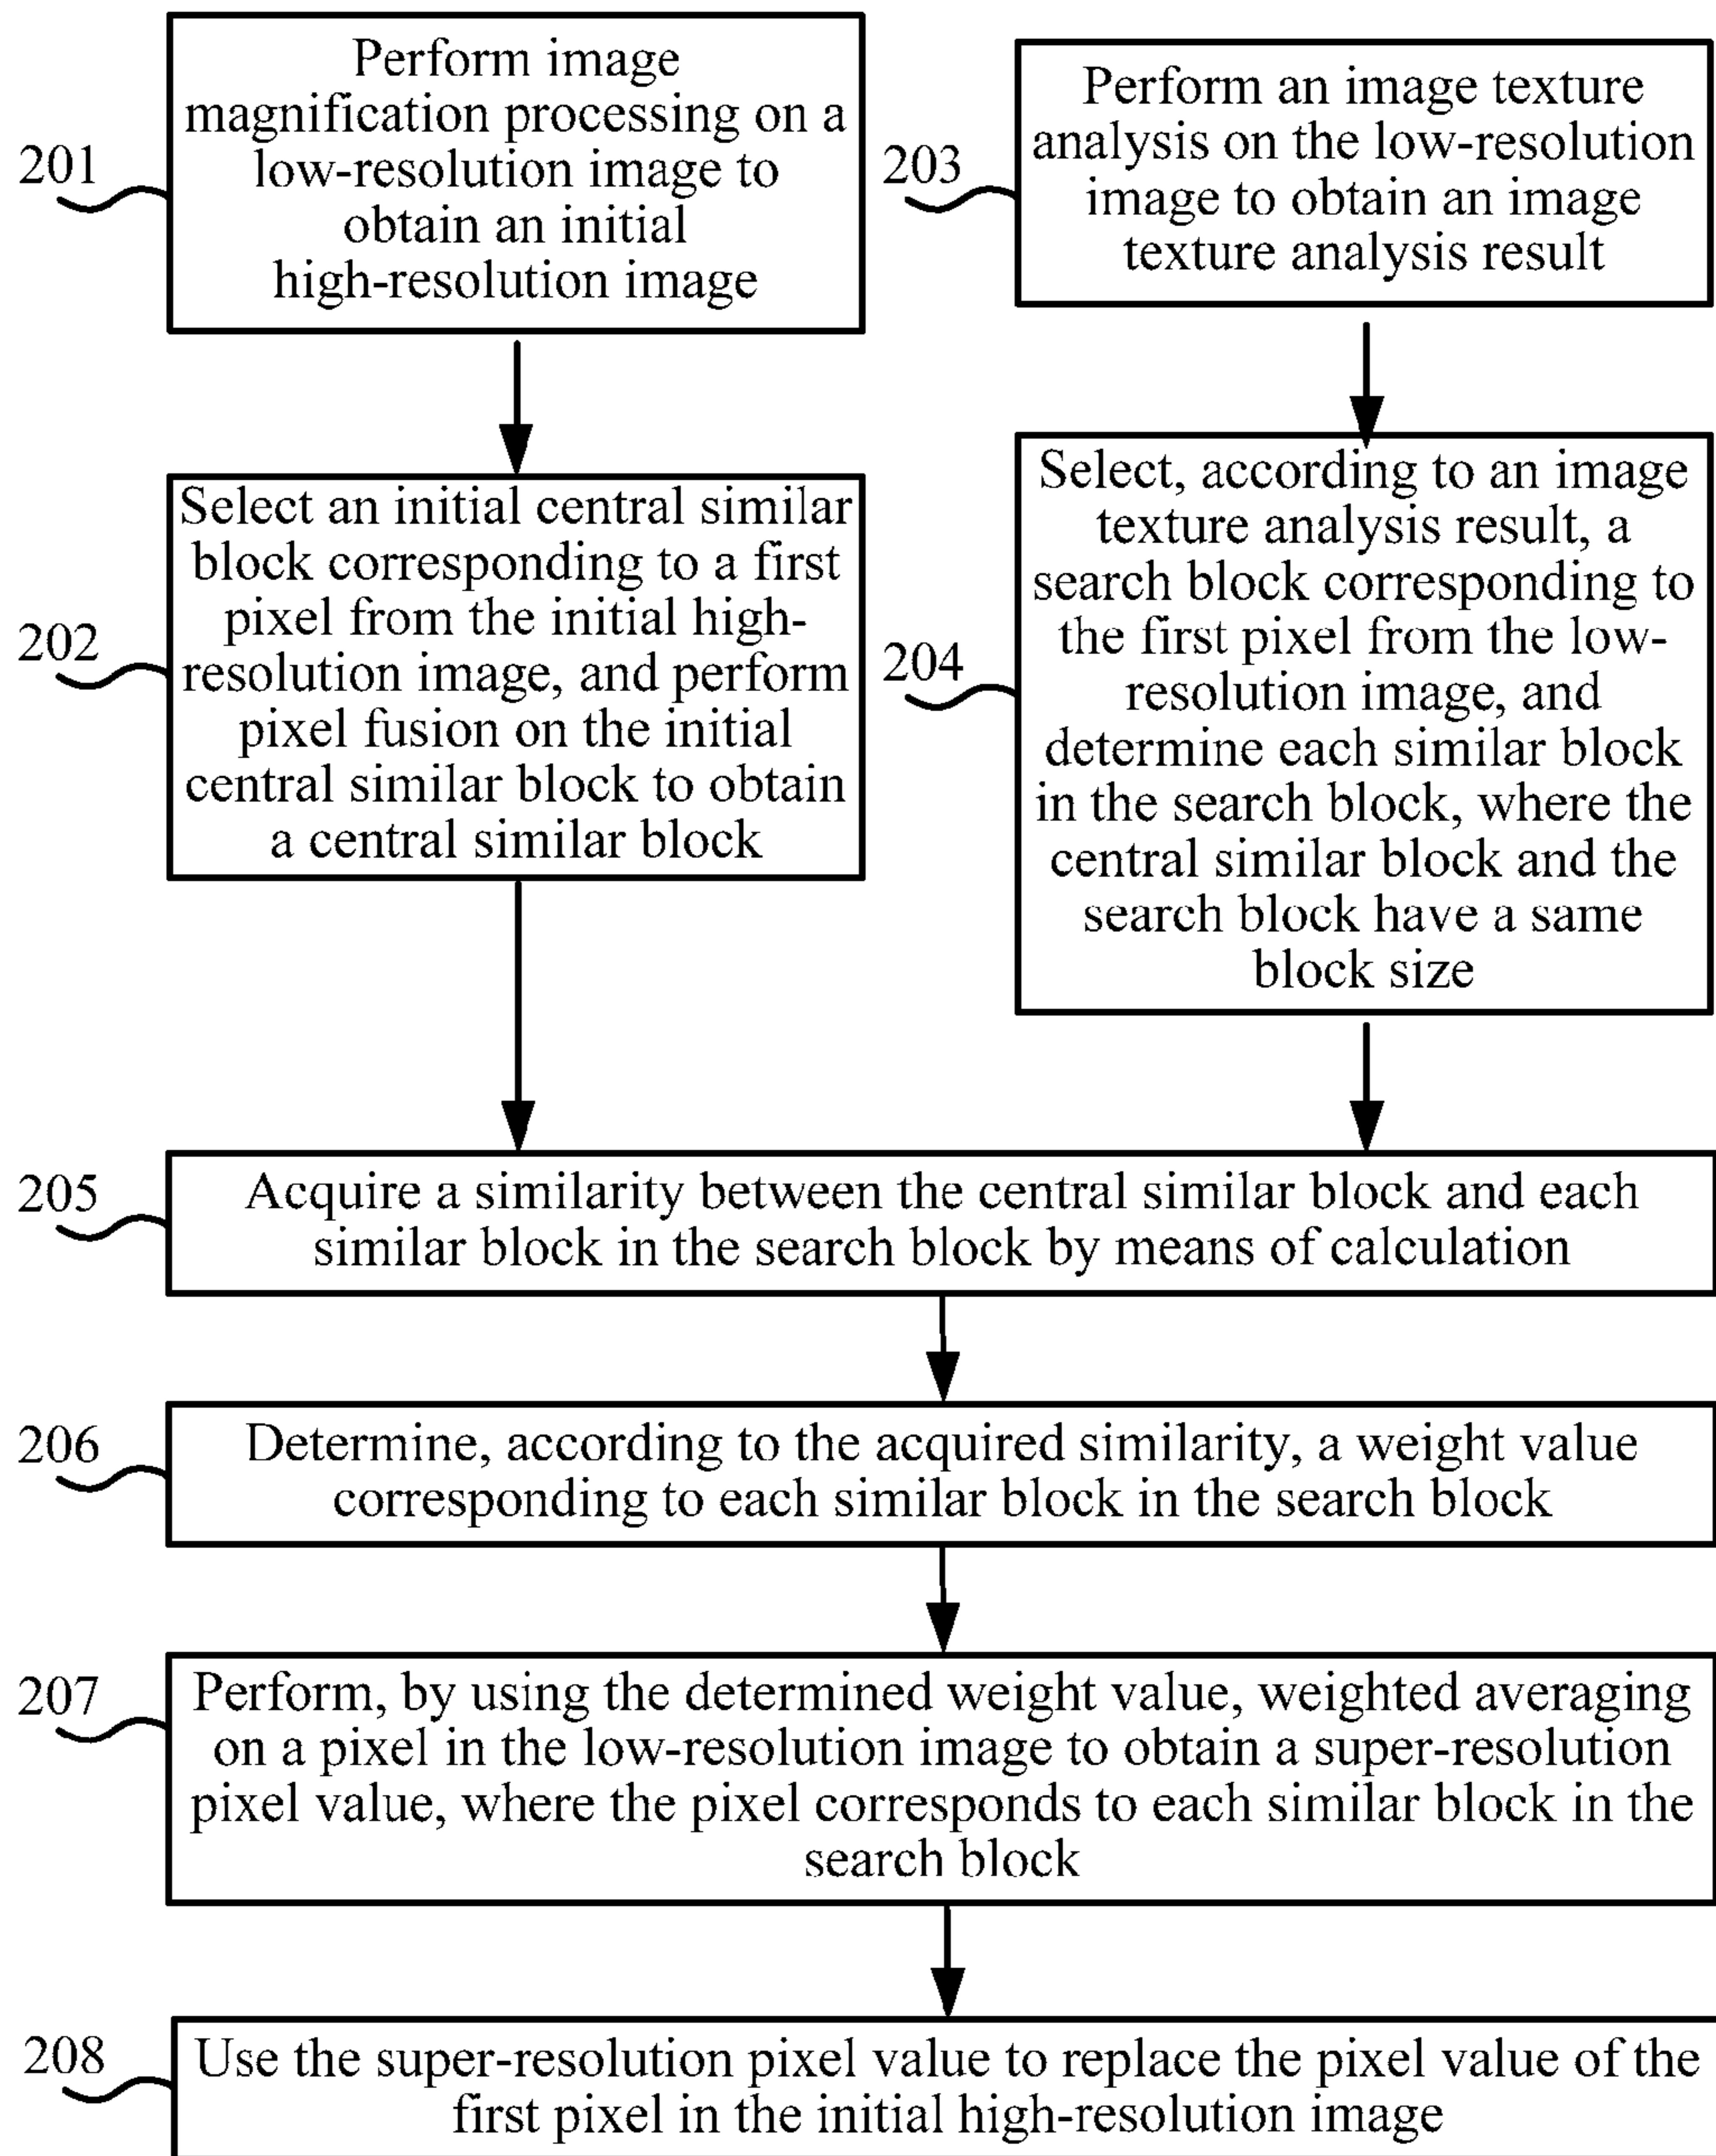 201
Perform image
magnification processing on a
low-resolution image to
obtain an initial
high-resolution image
203
Perform an image texture
analysis on the low-resolution
image to obtain an image
texture analysis result
202
Select an initial central similar
block corresponding to a first
pixel from the initial high-
resolution image, and perform
pixel fusion on the initial
central similar block to obtain
a central similar block
204
Select, according to an image
texture analysis result, a
search block corresponding to
the first pixel from the low-
resolution image, and
determine each similar block
in the search block, where the
central similar block and the
search block have a same
block size
205
Acquire a similarity between the central similar block and each
similar block in the search block by means of calculation
206
Determine, according to the acquired similarity, a weight value
corresponding to each similar block in the search block
207
Perform, by using the determined weight value, weighted averaging
on a pixel in the low-resolution image to obtain a super-resolution
pixel value, where the pixel corresponds to each similar block in the
search block
208
Use the super-resolution pixel value to replace the pixel value of the
first pixel in the initial high-resolution image